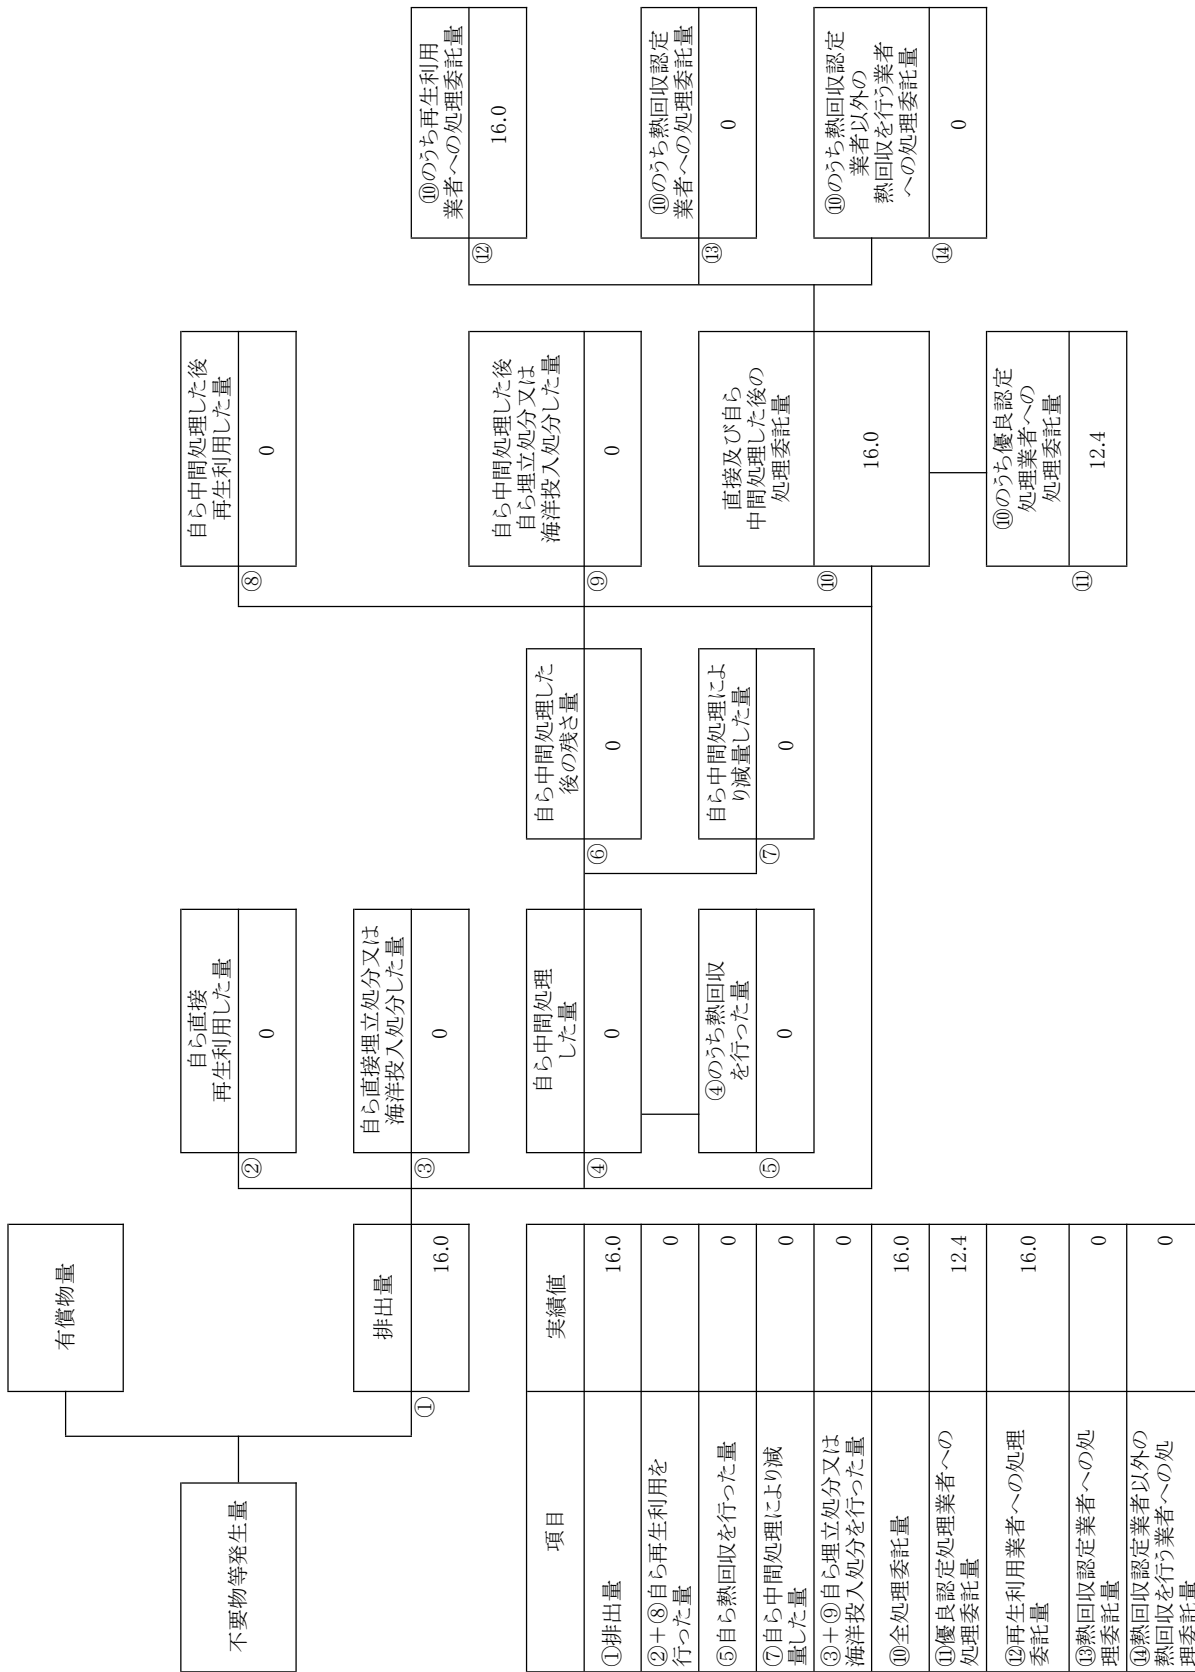 不要物等発生量
有償物量
排出量
①
16.0
自ら直接
再生利用した量
②
0
自ら直接埋立処分又は
海洋投入処分した量
③
0
自ら中間処理
した量
④
0
④のうち熱回収
を行った量
⑤
0
自ら中間処理した
後の残さ量
⑥
0
自ら中間処理によ
り減量した量
⑦
0
自ら中間処理した後
再生利用した量
⑧
0
自ら中間処理した後
自ら埋立処分又は
海洋投入処分した量
⑨
0
直接及び自ら
中間処理した後の
処理委託量
⑩
16.0
⑩のうち優良認定
処理業者への
処理委託量
⑪
12.4
⑩のうち再生利用
業者への処理委託量
⑫
16.0
⑩のうち熱回収認定
業者への処理委託量
⑬
0
⑩のうち熱回収認定
業者以外の
熱回収を行う業者
への処理委託量
⑭
0
項目 実績値
①排出量 16.0
②+⑧自ら再生利用を
行った量 0
⑤自ら熱回収を行った量 0
⑦自ら中間処理により減
量した量 0
③+⑨自ら埋立処分又は
海洋投入処分を行った量 0
⑩全処理委託量 16.0
⑪優良認定処理業者への
処理委託量 12.4
⑫再生利用業者への処理
委託量 16.0
⑬熱回収認定業者への処
理委託量 0
⑭熱回収認定業者以外の
熱回収を行う業者への処
理委託量 0